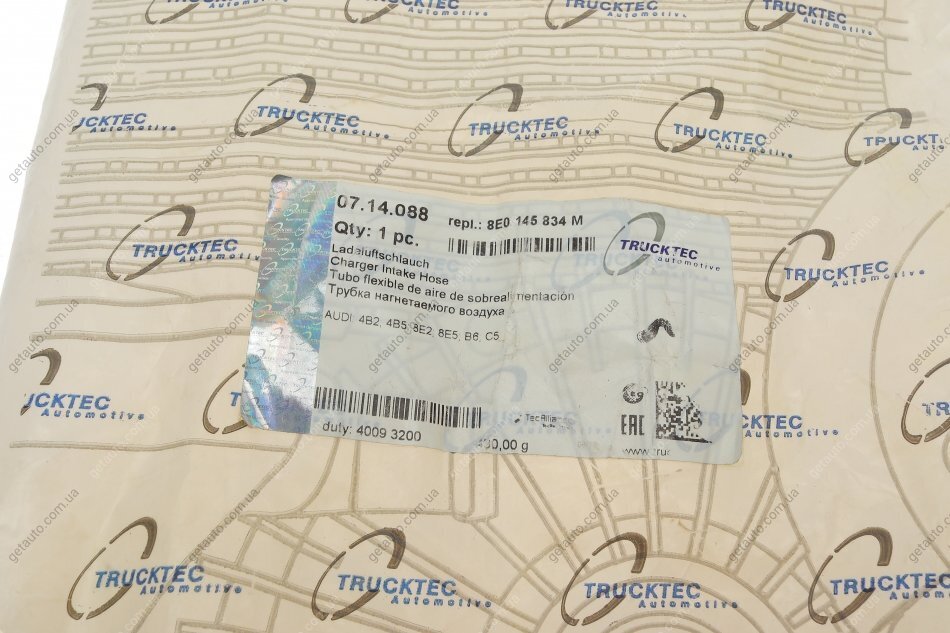 07.14.088
repl.: 8E0 145 834 M
Qty: 1 pc.
TRUCKTEC
automotive
Ladeluftschlauch
Charger Intake Hose
Tubo flexible de aire de sobrealimentación
Трубка нагнетаемого воздуха
AUDI: 4B2, 4B5, 8E2, 8E5, B6, C5
duty: 4009 3200
EAC
TRUCKTEC
Automotive
getauto.com.ua